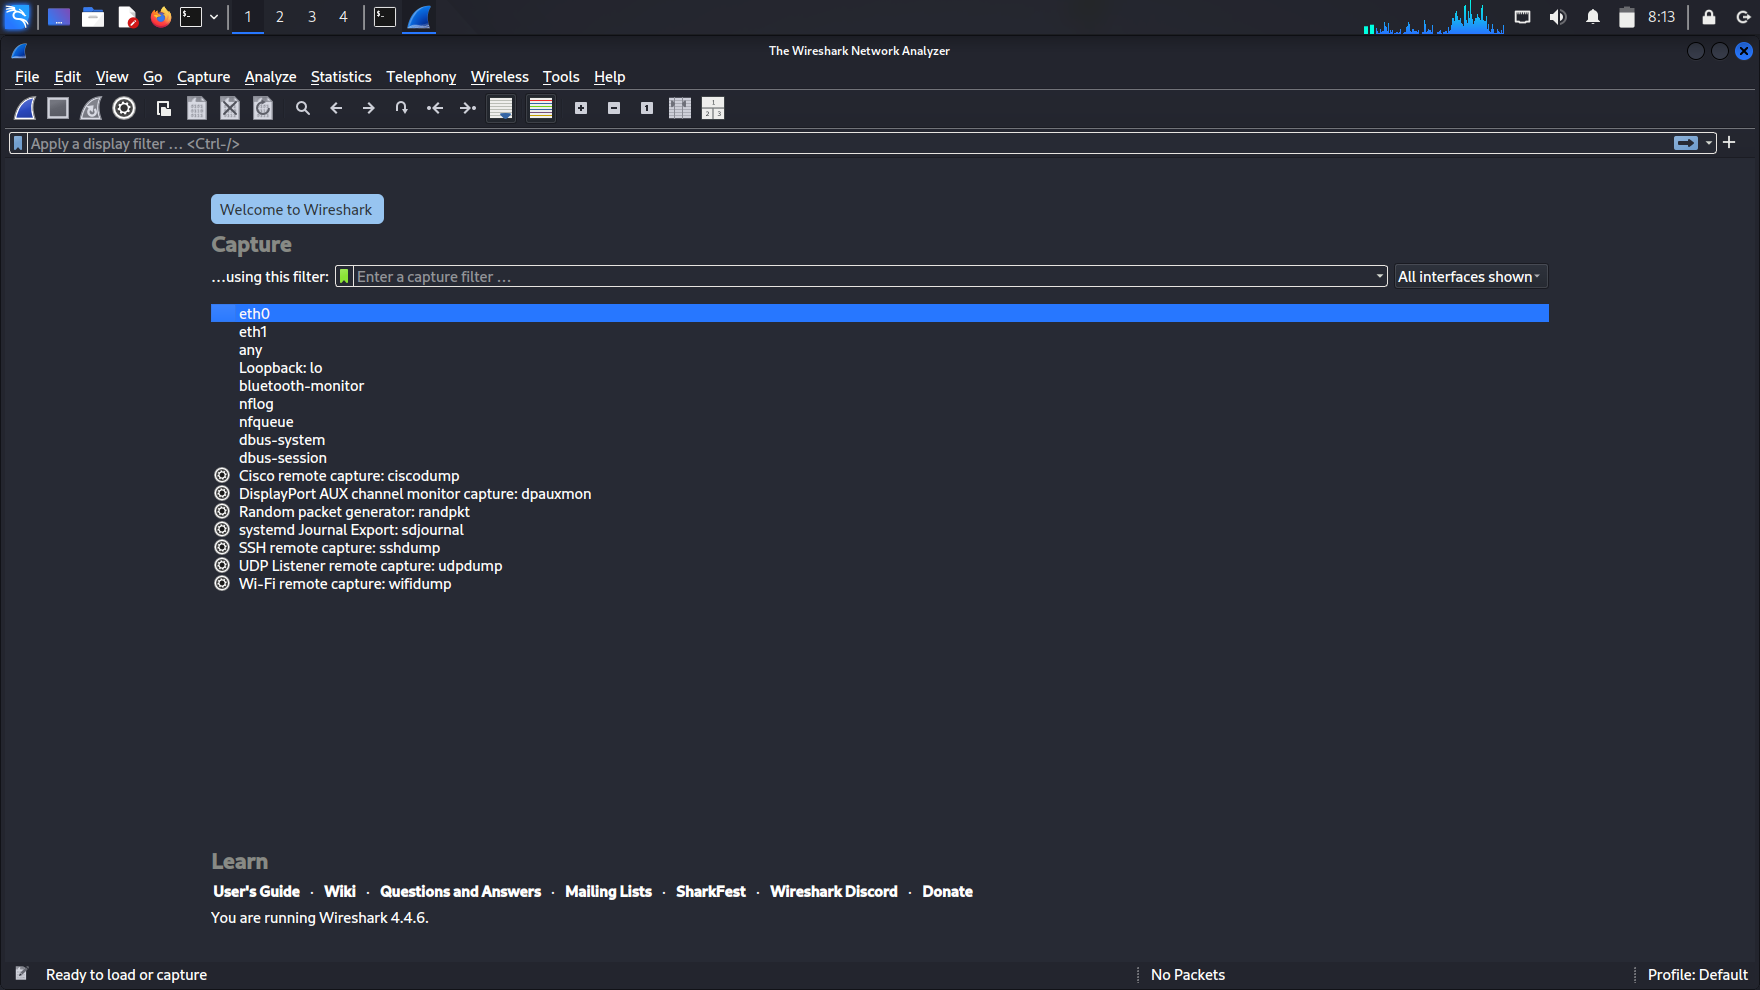 1 2 3 4 8:13
The Wireshark Network Analyzer
File Edit View Go Capture Analyze Statistics Telephony Wireless Tools Help
Apply a display filter … <Ctrl-/>
Welcome to Wireshark
Capture
…using this filter: Enter a capture filter … All interfaces shown
eth0
eth1
any
Loopback: lo
bluetooth-monitor
nflog
nfqueue
dbus-system
dbus-session
Cisco remote capture: ciscodump
DisplayPort AUX channel monitor capture: dpauxmon
Random packet generator: randpkt
systemd Journal Export: sdjournal
SSH remote capture: sshdump
UDP Listener remote capture: udpdump
Wi-Fi remote capture: wifidump
Learn
User's Guide · Wiki · Questions and Answers · Mailing Lists · SharkFest · Wireshark Discord · Donate
You are running Wireshark 4.4.6.
Ready to load or capture No Packets Profile: Default